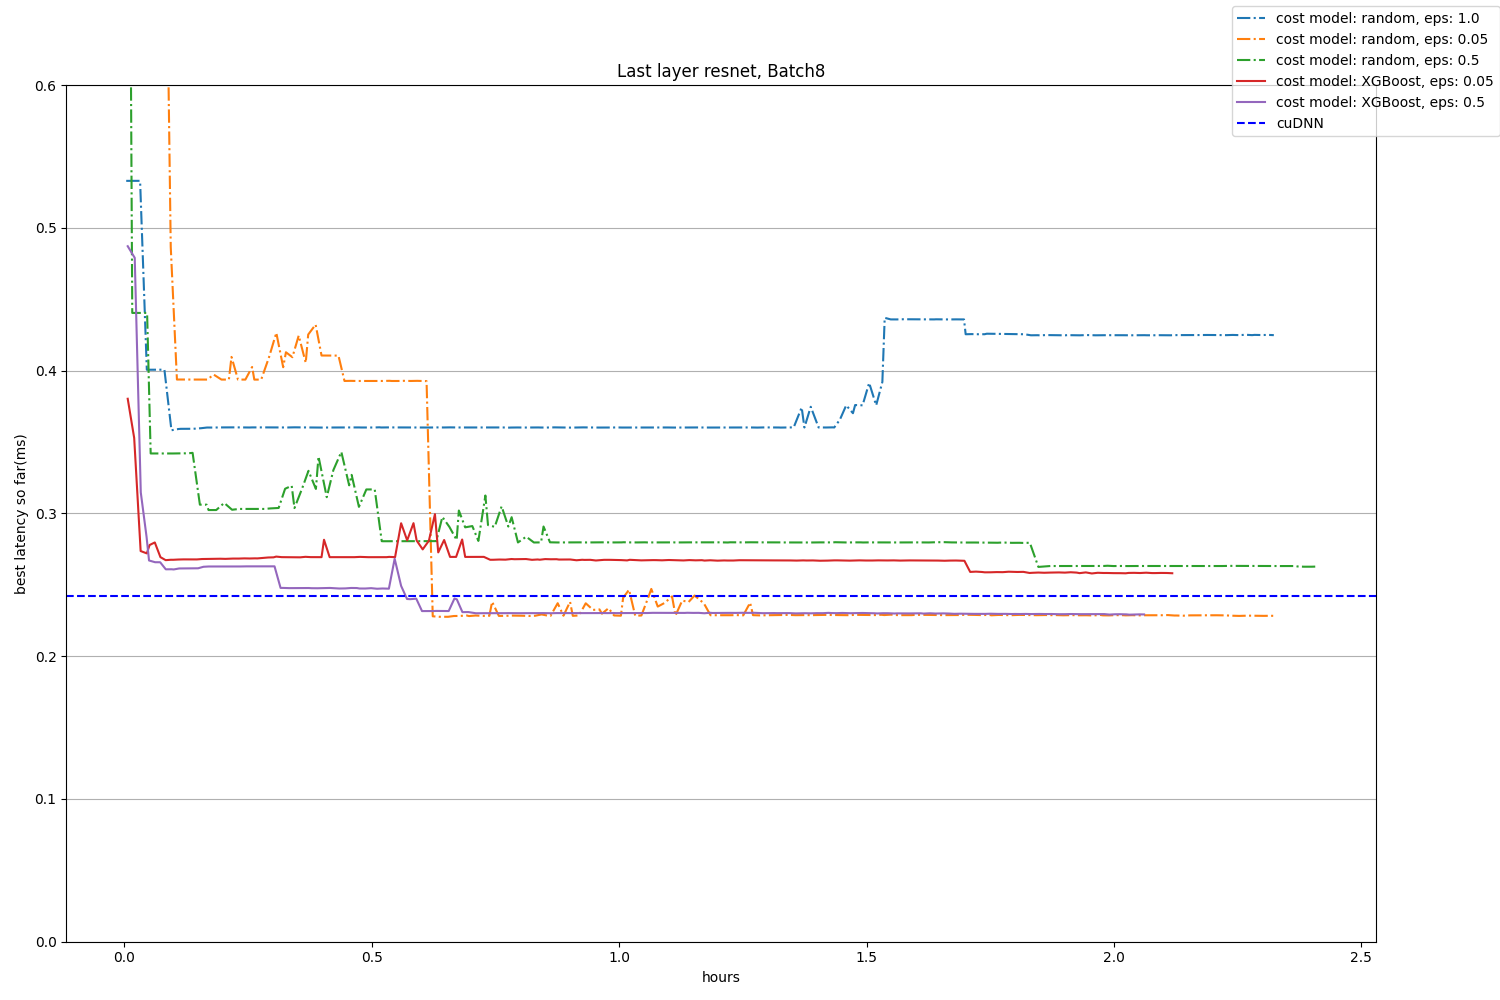 cost model: random, eps: 1.0
cost model: random, eps: 0.05
cost model: random, eps: 0.5
cost model: XGBoost, eps: 0.05
cost model: XGBoost, eps: 0.5
cuDNN
Last layer resnet, Batch8
0.6
0.5
0.4
0.3
0.2
0.1
0.0
best latency so far(ms)
0.0 0.5 1.0 1.5 2.0 2.5
hours